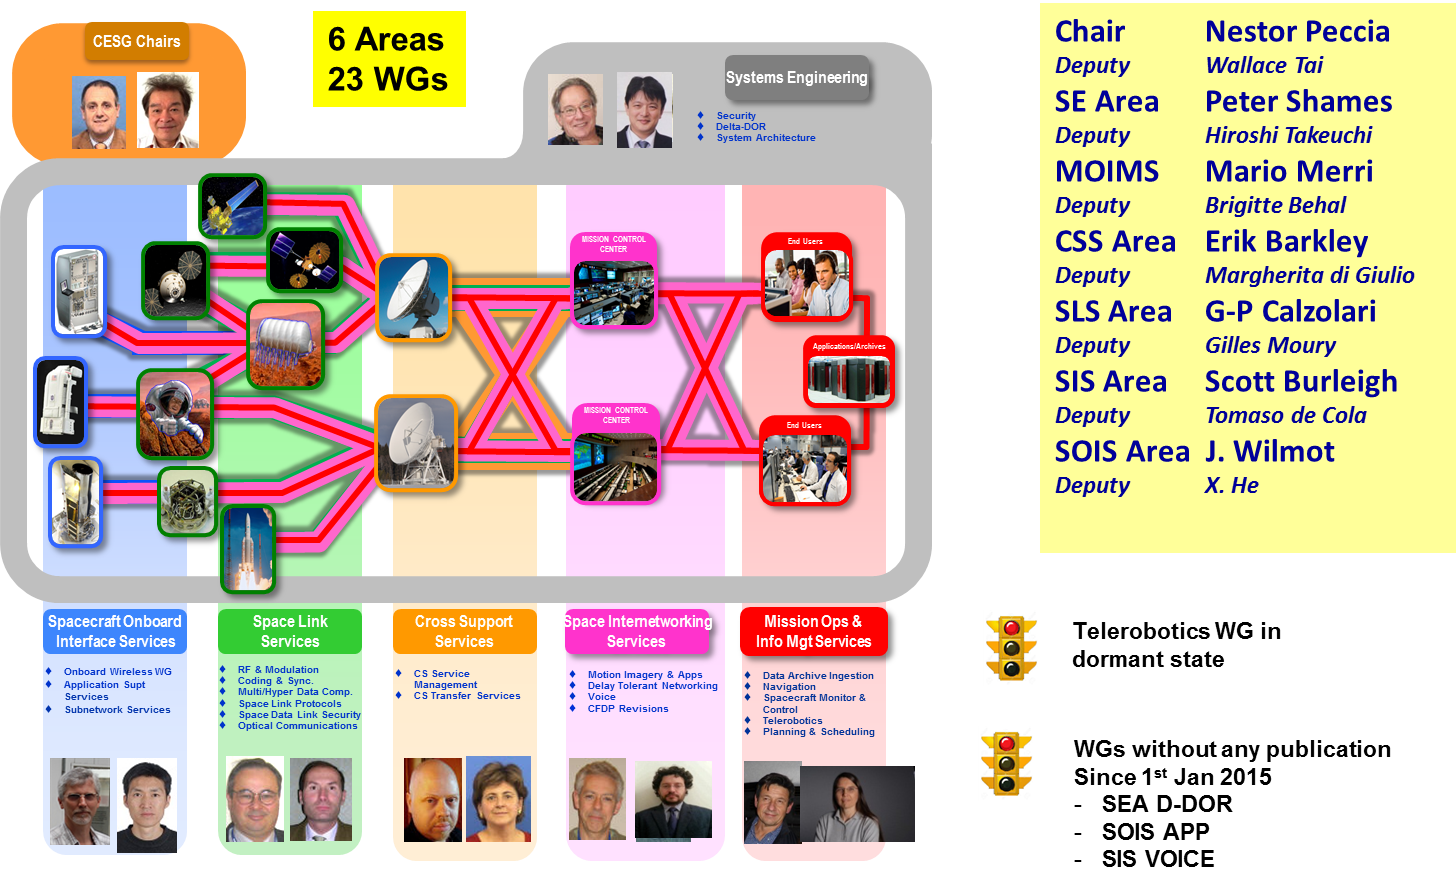 CESG Chairs
6 Areas
23 WGs
Systems Engineering
♦ Security
♦ Delta-DOR
♦ System Architecture
MISSION CONTROL
CENTER
End Users
Applications/Archives
MISSION CONTROL
CENTER
End Users
Spacecraft Onboard
Interface Services
♦ Onboard Wireless WG
♦ Application Supt
Services
♦ Subnetwork Services
Space Link
Services
♦ RF & Modulation
♦ Coding & Sync.
♦ Multi/Hyper Data Comp.
♦ Space Link Protocols
♦ Space Data Link Security
♦ Optical Communications
Cross Support
Services
♦ CS Service
Management
♦ CS Transfer Services
Space Internetworking
Services
♦ Motion Imagery & Apps
♦ Delay Tolerant Networking
♦ Voice
♦ CFDP Revisions
Mission Ops &
Info Mgt Services
♦ Data Archive Ingestion
♦ Navigation
♦ Spacecraft Monitor &
Control
♦ Telerobotics
♦ Planning & Scheduling
Chair Nestor Peccia
Deputy Wallace Tai
SE Area Peter Shames
Deputy Hiroshi Takeuchi
MOIMS Mario Merri
Deputy Brigitte Behal
CSS Area Erik Barkley
Deputy Margherita di Giulio
SLS Area G-P Calzolari
Deputy Gilles Moury
SIS Area Scott Burleigh
Deputy Tomaso de Cola
SOIS Area J. Wilmot
Deputy X. He
Telerobotics WG in
dormant state
WGs without any publication
Since 1st Jan 2015
- SEA D-DOR
- SOIS APP
- SIS VOICE